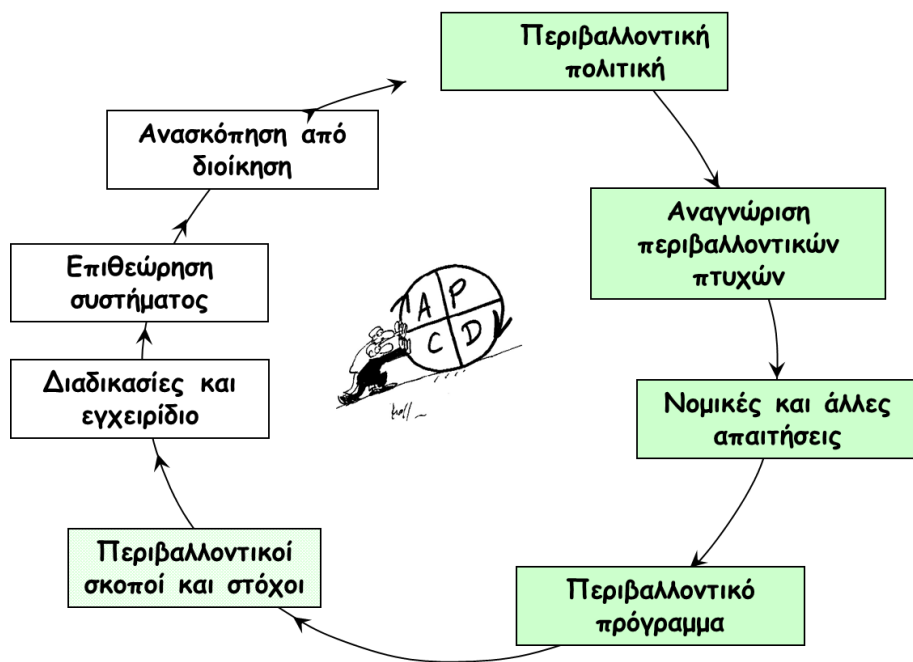 Περιβαλλοντική
πολιτική
Αναγνώριση
περιβαλλοντικών
πτυχών
Νομικές και άλλες
απαιτήσεις
Περιβαλλοντικό
πρόγραμμα
Περιβαλλοντικοί
σκοποί και στόχοι
Διαδικασίες και
εγχειρίδιο
Επιθεώρηση
συστήματος
Ανασκόπηση από
διοίκηση
A P
C D